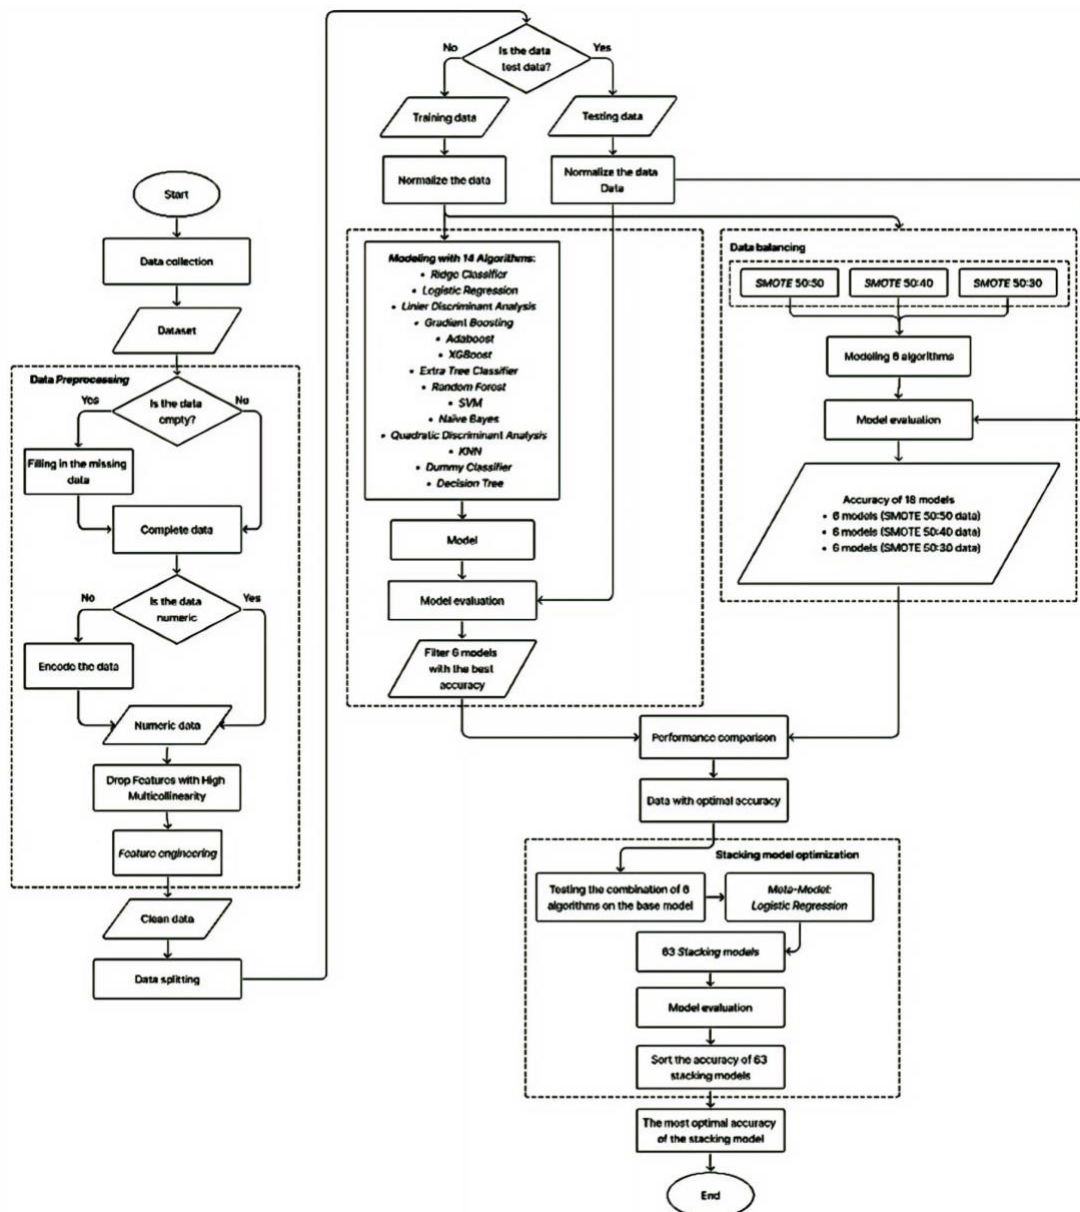 Start
Data collection
Dataset
Data Preprocessing
Is the data
empty?
Yes
No
Filling in the missing
data
Complete data
Is the data
numeric
No
Yes
Encode the data
Numeric data
Drop Features with High
Multicollinearity
Feature engineering
Clean data
Data splitting
Is the data
test data?
No
Yes
Training data
Testing data
Normalize the data
Normalize the data
Data
Modeling with 14 Algorithms:
• Ridge Classifier
• Logistic Regression
• Linier Discriminant Analysis
• Gradient Boosting
• Adaboost
• XGBoost
• Extra Tree Classifier
• Random Forest
• SVM
• Naïve Bayes
• Quadratic Discriminant Analysis
• KNN
• Dummy Classifier
• Decision Tree
Model
Model evaluation
Filter 6 models
with the best
accuracy
Data balancing
SMOTE 50:50
SMOTE 50:40
SMOTE 50:30
Modeling 6 algorithms
Model evaluation
Accuracy of 18 models
• 6 models (SMOTE 50:50 data)
• 6 models (SMOTE 50:40 data)
• 6 models (SMOTE 50:30 data)
Performance comparison
Data with optimal accuracy
Stacking model optimization
Testing the combination of 6
algorithms on the base model
Meta-Model:
Logistic Regression
63 Stacking models
Model evaluation
Sort the accuracy of 63
stacking models
The most optimal accuracy
of the stacking model
End